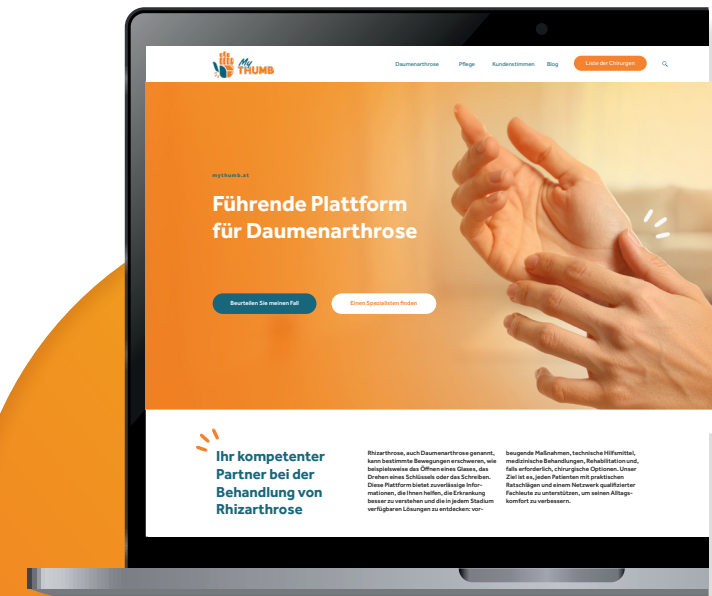 My
THUMB
Daumenarthrose Pflege Kundenstimmen Blog Liste der Chirurgen
mythumb.at
Führende Plattform
für Daumenarthrose
Beurteilen Sie meinen Fall
Einen Spezialisten finden
Ihr kompetenter
Partner bei der
Behandlung von
Rhizarthrose
Rhizarthrose, auch Daumenarthrose genannt,
kann bestimmte Bewegungen erschweren, wie
beispielsweise das Öffnen eines Glases, das
Drehen eines Schlüssels oder das Schreiben.
Diese Plattform bietet zuverlässige Infor-
mationen, die Ihnen helfen, die Erkrankung
besser zu verstehen und die in jedem Stadium
verfügbaren Lösungen zu entdecken: vor-
beugende Maßnahmen, technische Hilfsmittel,
medizinische Behandlungen, Rehabilitation und,
falls erforderlich, chirurgische Optionen. Unser
Ziel ist es, jeden Patienten mit praktischen
Ratschlägen und einem Netzwerk qualifizierter
Fachleute zu unterstützen, um seinen Alltags-
komfort zu verbessern.